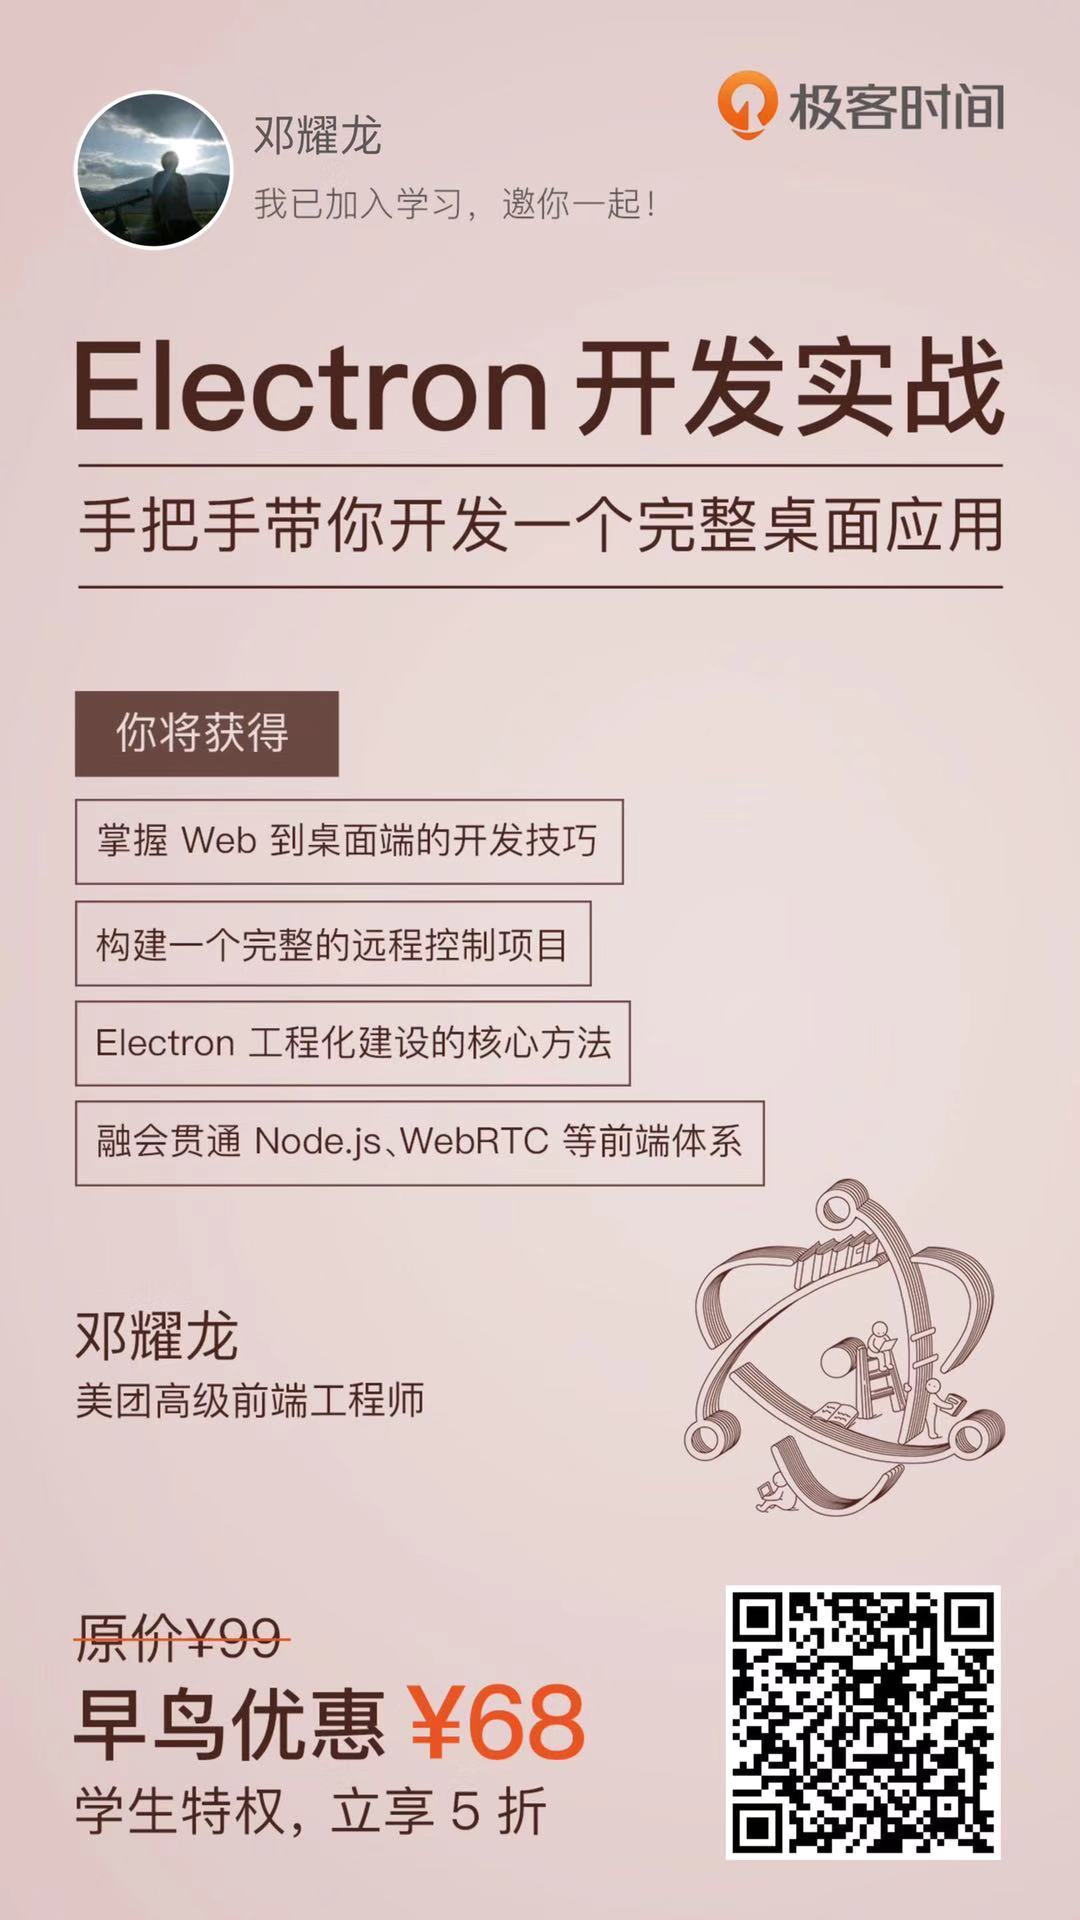 极客时间
邓耀龙
我已加入学习，邀你一起！
Electron 开发实战
手把手带你开发一个完整桌面应用
你将获得
掌握 Web 到桌面端的开发技巧
构建一个完整的远程控制项目
Electron 工程化建设的核心方法
融会贯通 Node.js、WebRTC 等前端体系
邓耀龙
美团高级前端工程师
原价¥99
早鸟优惠 ¥68
学生特权，立享 5 折